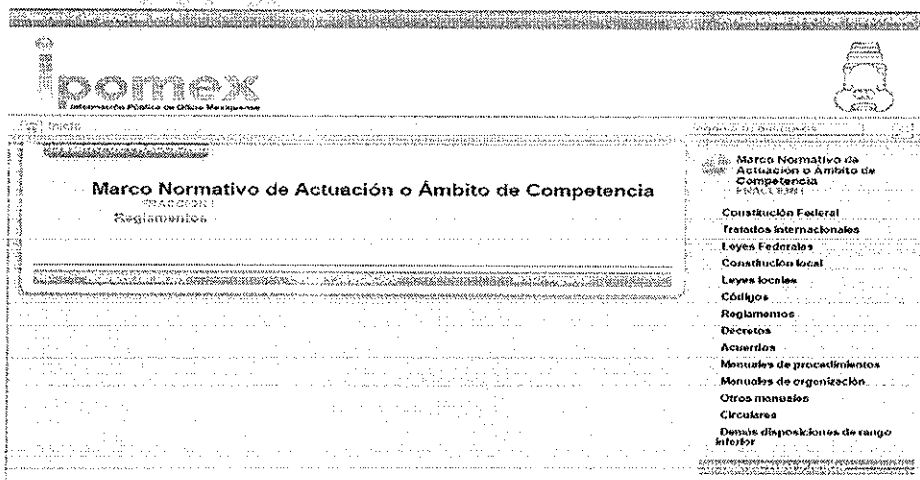 ipomex
Información Pública de Oficio Mexiquense
Inicio
Marco Normativo de Actuación o Ámbito de Competencia
FRACCION I
Reglamentos
Marco Normativo de
Actuación o Ámbito de
Competencia
FRACCION I
Constitución Federal
Tratados Internacionales
Leyes Federales
Constitución local
Leyes locales
Códigos
Reglamentos
Decretos
Acuerdos
Manuales de procedimientos
Manuales de organización
Otros manuales
Circulares
Demás disposiciones de rango
inferior